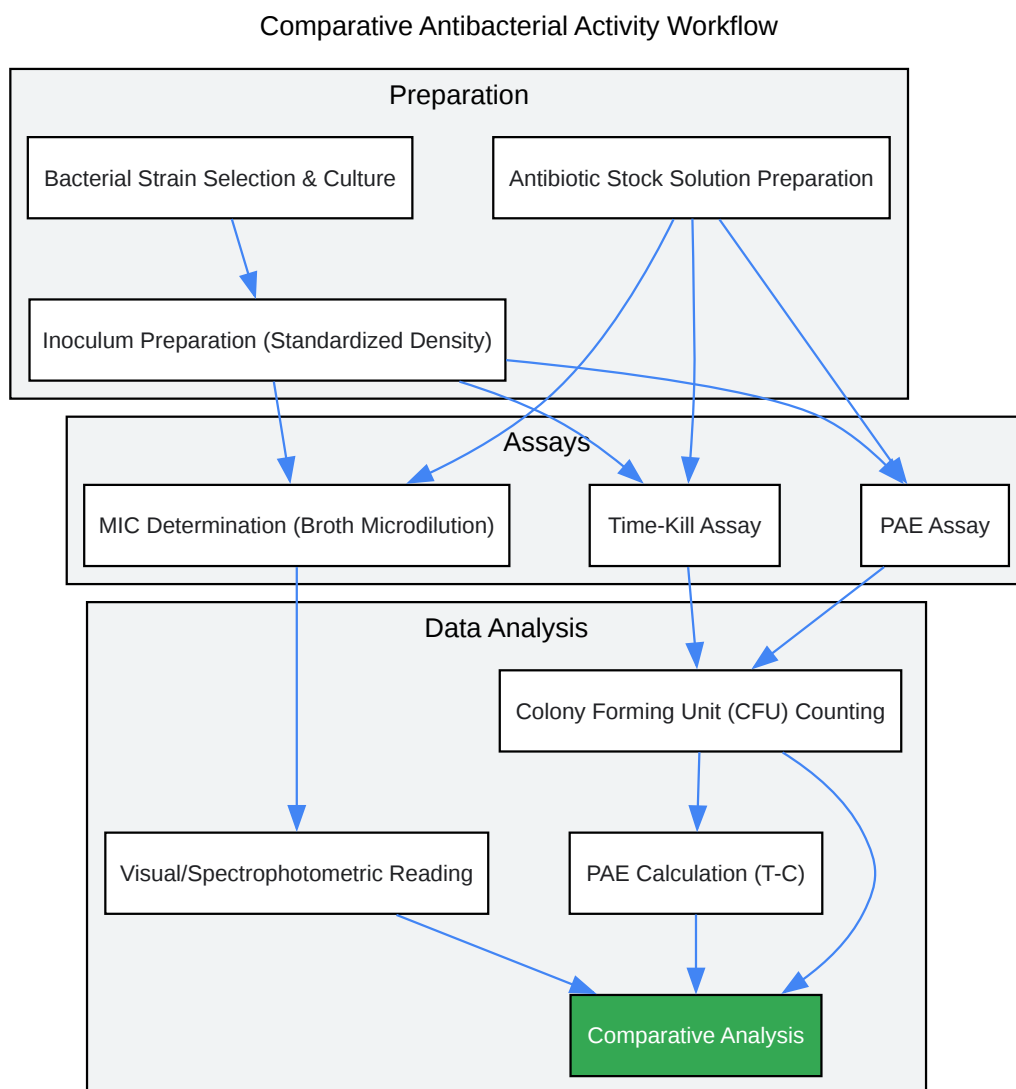 Comparative Antibacterial Activity Workflow
Preparation
Bacterial Strain Selection & Culture
Antibiotic Stock Solution Preparation
Inoculum Preparation (Standardized Density)
Assays
MIC Determination (Broth Microdilution)
Time-Kill Assay
PAE Assay
Data Analysis
Colony Forming Unit (CFU) Counting
Visual/Spectrophotometric Reading
PAE Calculation (T-C)
Comparative Analysis